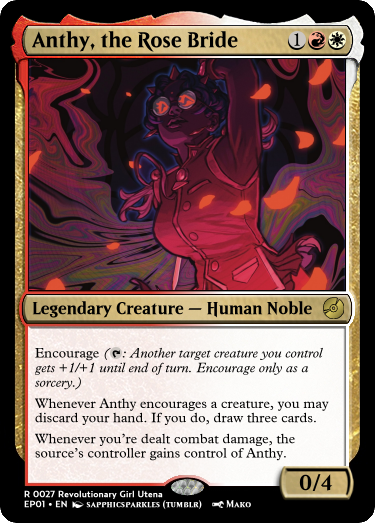 Anthy, the Rose Bride 1
Legendary Creature — Human Noble
Encourage (: Another target creature you control
gets +1/+1 until end of turn. Encourage only as a
sorcery.)
Whenever Anthy encourages a creature, you may
discard your hand. If you do, draw three cards.
Whenever you’re dealt combat damage, the
source’s controller gains control of Anthy.
0/4
R 0027 Revolutionary Girl Utena
EP01 • EN SAPPHICSPARKLES (TUMBLR) MAKO